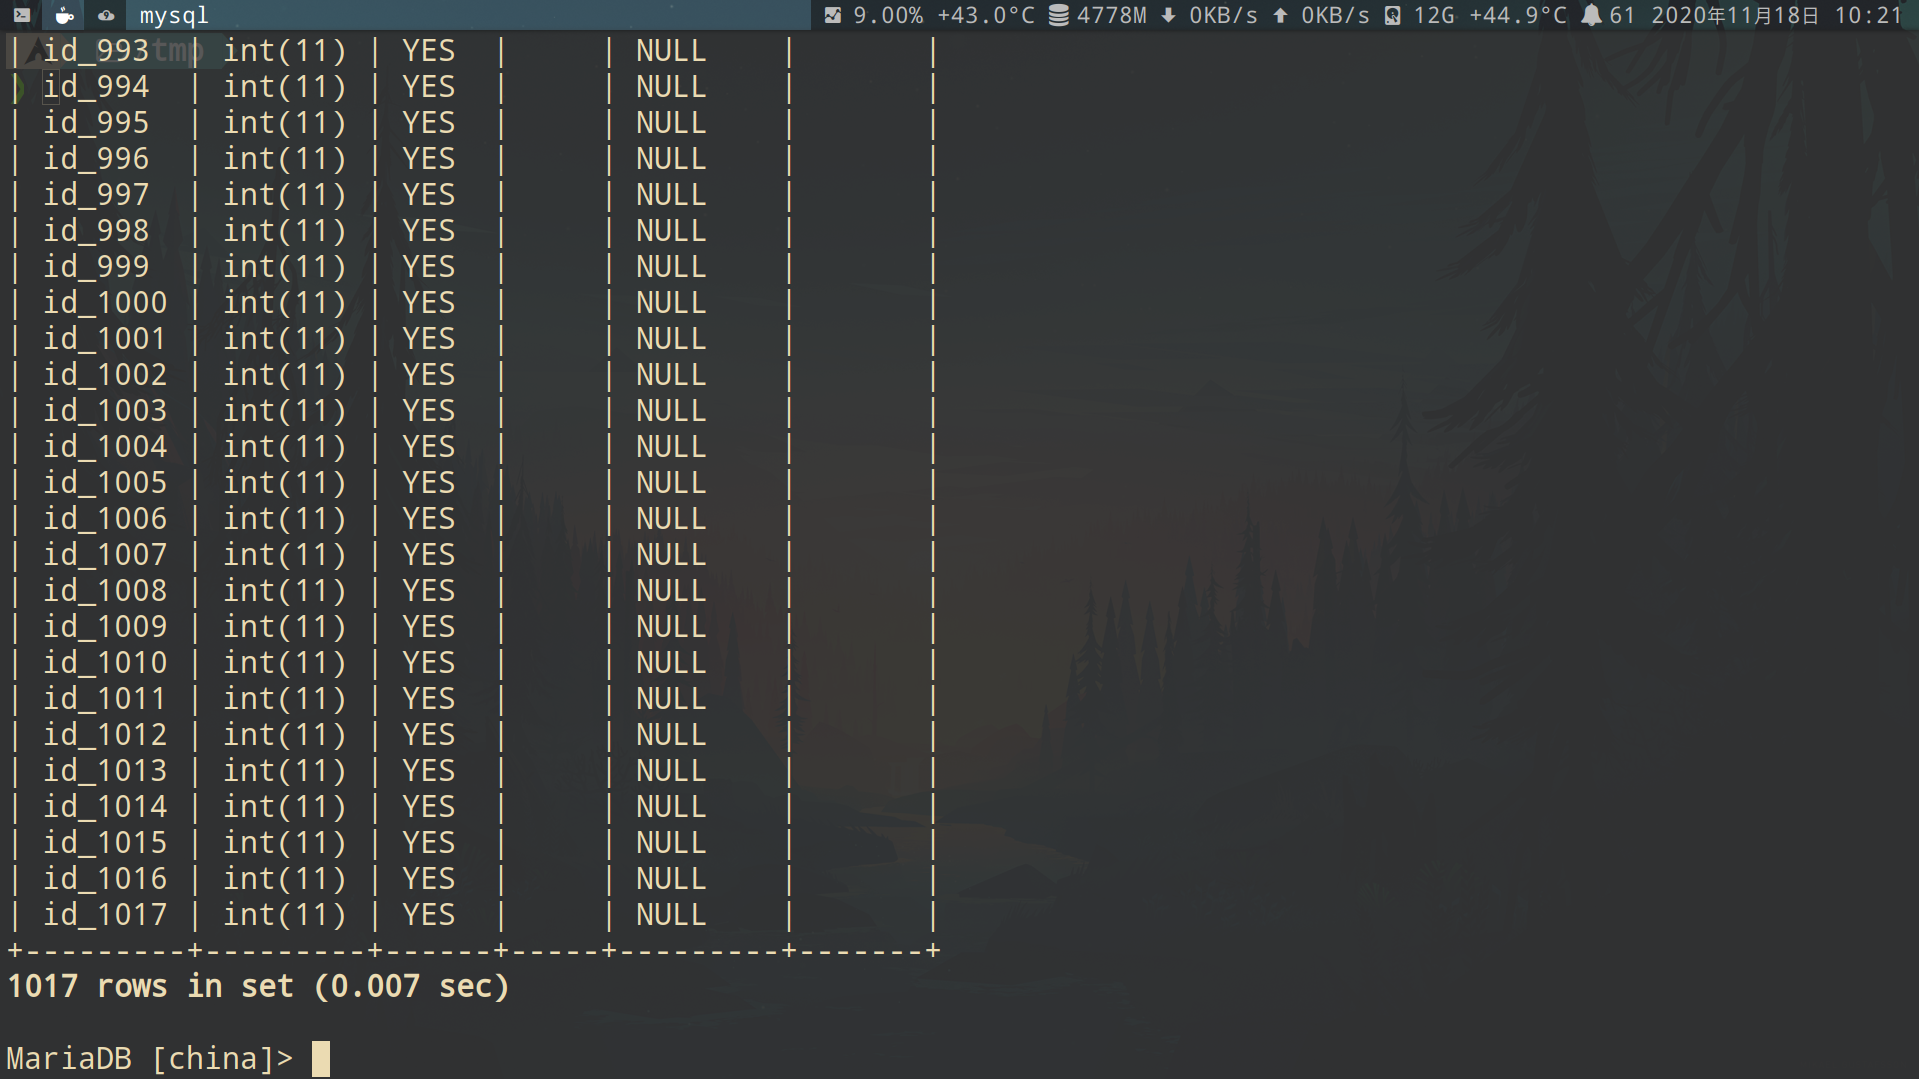 mysql 9.00% +43.0°C 4778M 0KB/s 0KB/s 12G +44.9°C 61 2020年11月18日 10:21
| id_993 | int(11) | YES | | NULL | |
| id_994 | int(11) | YES | | NULL | |
| id_995 | int(11) | YES | | NULL | |
| id_996 | int(11) | YES | | NULL | |
| id_997 | int(11) | YES | | NULL | |
| id_998 | int(11) | YES | | NULL | |
| id_999 | int(11) | YES | | NULL | |
| id_1000 | int(11) | YES | | NULL | |
| id_1001 | int(11) | YES | | NULL | |
| id_1002 | int(11) | YES | | NULL | |
| id_1003 | int(11) | YES | | NULL | |
| id_1004 | int(11) | YES | | NULL | |
| id_1005 | int(11) | YES | | NULL | |
| id_1006 | int(11) | YES | | NULL | |
| id_1007 | int(11) | YES | | NULL | |
| id_1008 | int(11) | YES | | NULL | |
| id_1009 | int(11) | YES | | NULL | |
| id_1010 | int(11) | YES | | NULL | |
| id_1011 | int(11) | YES | | NULL | |
| id_1012 | int(11) | YES | | NULL | |
| id_1013 | int(11) | YES | | NULL | |
| id_1014 | int(11) | YES | | NULL | |
| id_1015 | int(11) | YES | | NULL | |
| id_1016 | int(11) | YES | | NULL | |
| id_1017 | int(11) | YES | | NULL | |
+---------+---------+------+-----+---------+-------+
1017 rows in set (0.007 sec)
MariaDB [china]>